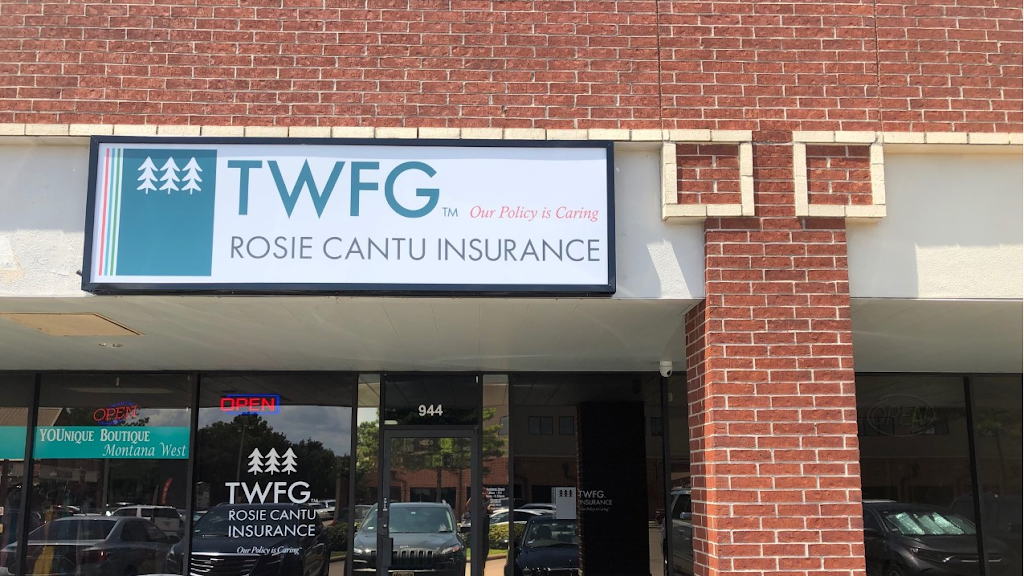 TWFG TM Our Policy is Caring
ROSIE CANTU INSURANCE
OPEN
YOUNIQUE BOUTIQUE
Montana West
OPEN
TWFG
ROSIE CANTU
INSURANCE
Our Policy is Caring
944
TWFG
INSURANCE
OPEN